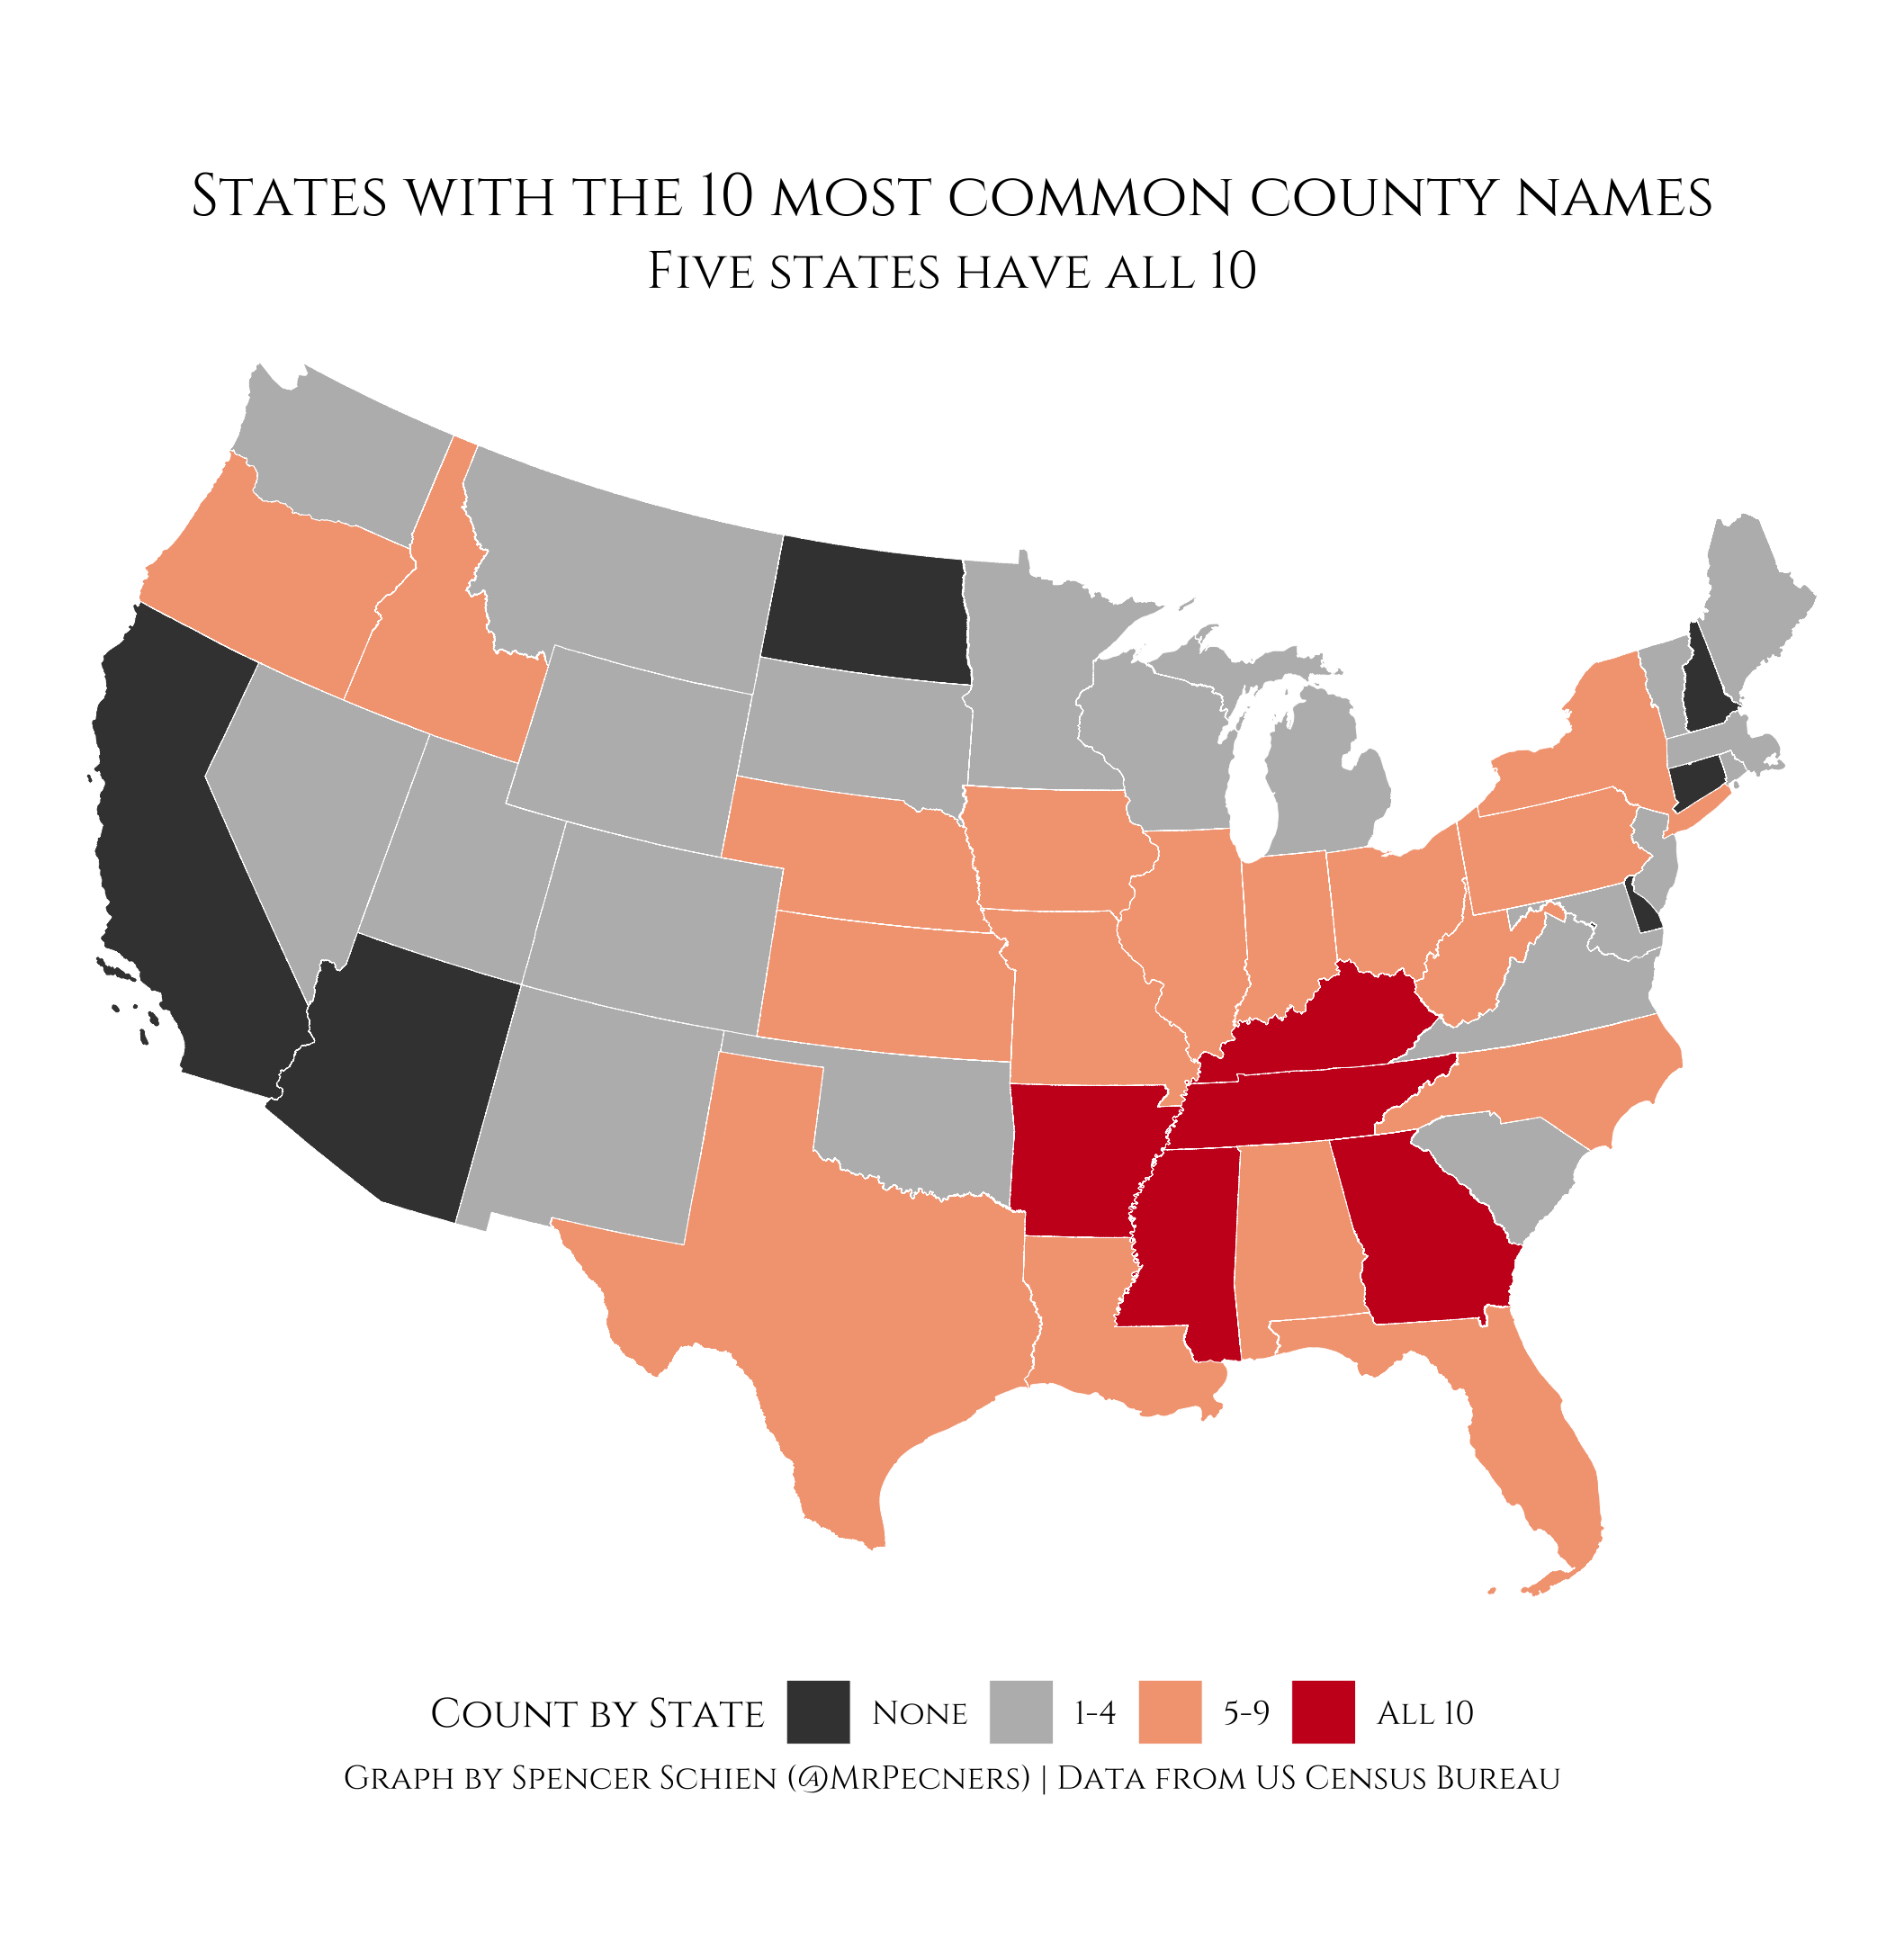 States with the 10 most common county names
Five states have all 10
Count by State None 1-4 5-9 All 10
Graph by Spencer Schien (@MrPecners) | Data from US Census Bureau